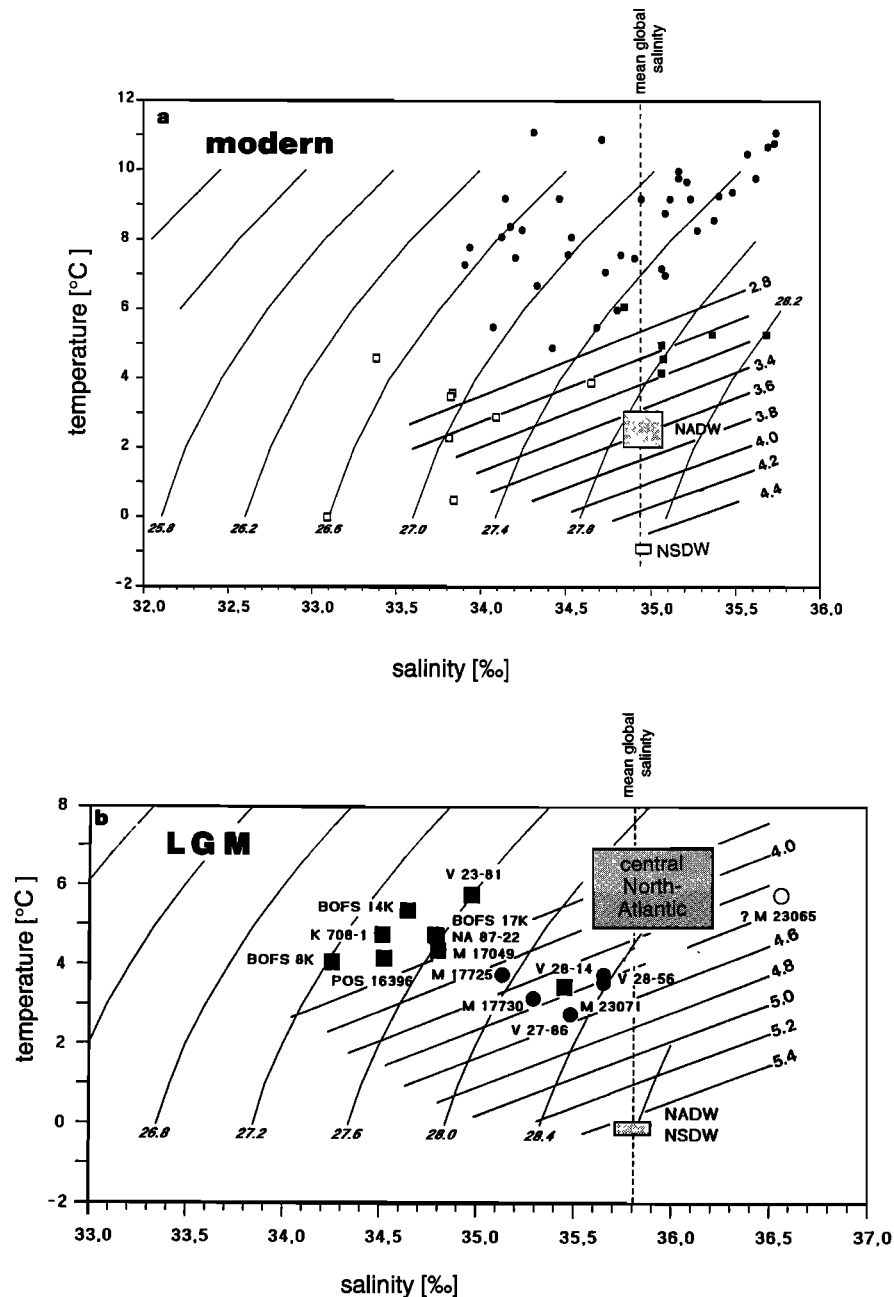 mean global
salinity
a
modern
12
10
8
6
4
2
0
-2
temperature [°C]
2.8
28.2
3.4
3.6
3.8
4.0
4.2
4.4
NADW
NSDW
25.8
26.2
26.6
27.0
27.4
27.8
32,0
32,5
33,0
33,5
34,0
34,5
35,0
35,5
36,0
salinity [‰]
mean global
salinity
b
LGM
8
6
4
2
0
-2
temperature [°C]
central
North-
Atlantic
V 23-81
BOFS 14K
BOFS 17K
K 708-1
NA 87-22
M 17049
BOFS 8K
POS 16396
M 17725
V 28-14
V 28-56
M 17730
M 23071
V 27-86
? M 23065
4.0
4.6
4.8
5.0
5.2
5.4
NADW
NSDW
26.8
27.2
27.6
28.0
28.4
33,0
33,5
34,0
34,5
35,0
35,5
36,0
36,5
37,0
salinity [‰]